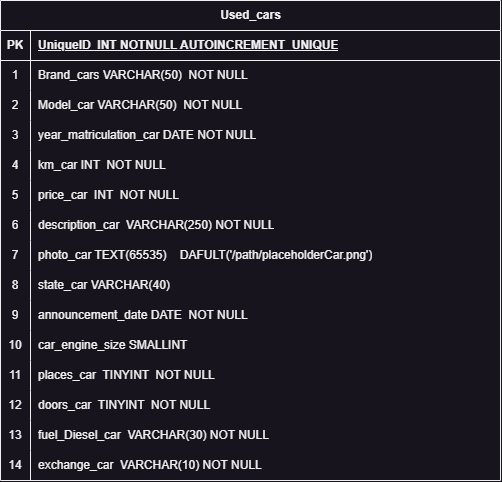 Used_cars
PK UniqueID INT NOTNULL AUTOINCREMENT UNIQUE
1 Brand_cars VARCHAR(50) NOT NULL
2 Model_car VARCHAR(50) NOT NULL
3 year_matriculation_car DATE NOT NULL
4 km_car INT NOT NULL
5 price_car INT NOT NULL
6 description_car VARCHAR(250) NOT NULL
7 photo_car TEXT(65535) DAFULT('/path/placeholderCar.png')
8 state_car VARCHAR(40)
9 announcement_date DATE NOT NULL
10 car_engine_size SMALLINT
11 places_car TINYINT NOT NULL
12 doors_car TINYINT NOT NULL
13 fuel_Diesel_car VARCHAR(30) NOT NULL
14 exchange_car VARCHAR(10) NOT NULL